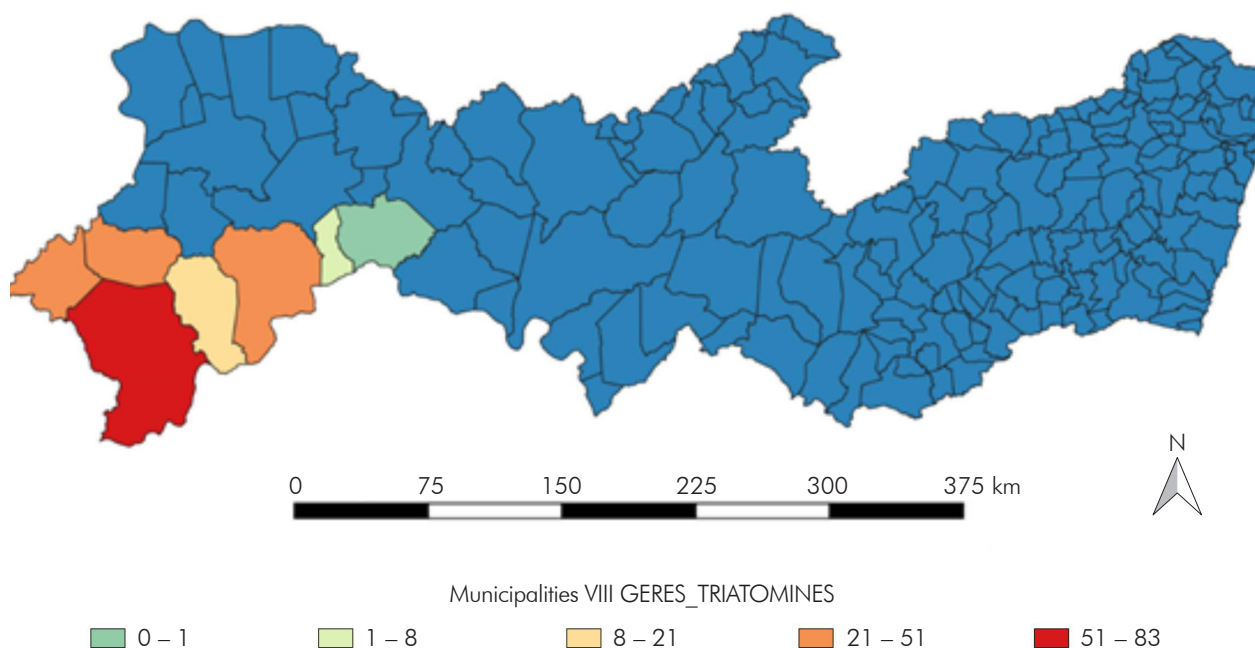 N
0 75 150 225 300 375 km
Municipalities VIII GERES_TRIATOMINES
0 – 1 1 – 8 8 – 21 21 – 51 51 – 83